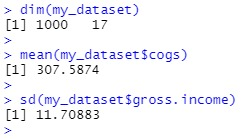 > dim(my_dataset)
[1] 1000   17
>
> mean(my_dataset$cogs)
[1] 307.5874
>
> sd(my_dataset$gross.income)
[1] 11.70883
>